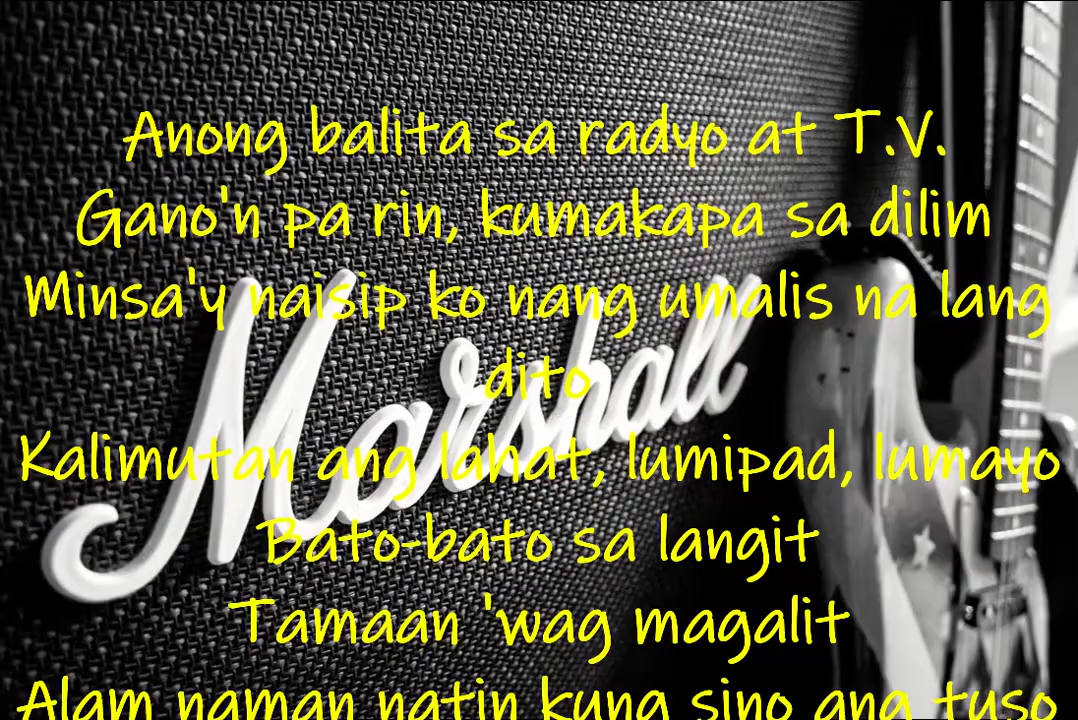 Anong balita sa radyo at T.V.
Gano'n pa rin, kumakapa sa dilim
Minsa'y naisip ko nang umalis na lang
dito
Marshall
Kalimutan ang lahat, lumipad, lumayo
Bato-bato sa langit
Tamaan 'wag magalit
Alam naman natin kung sino ang tuso